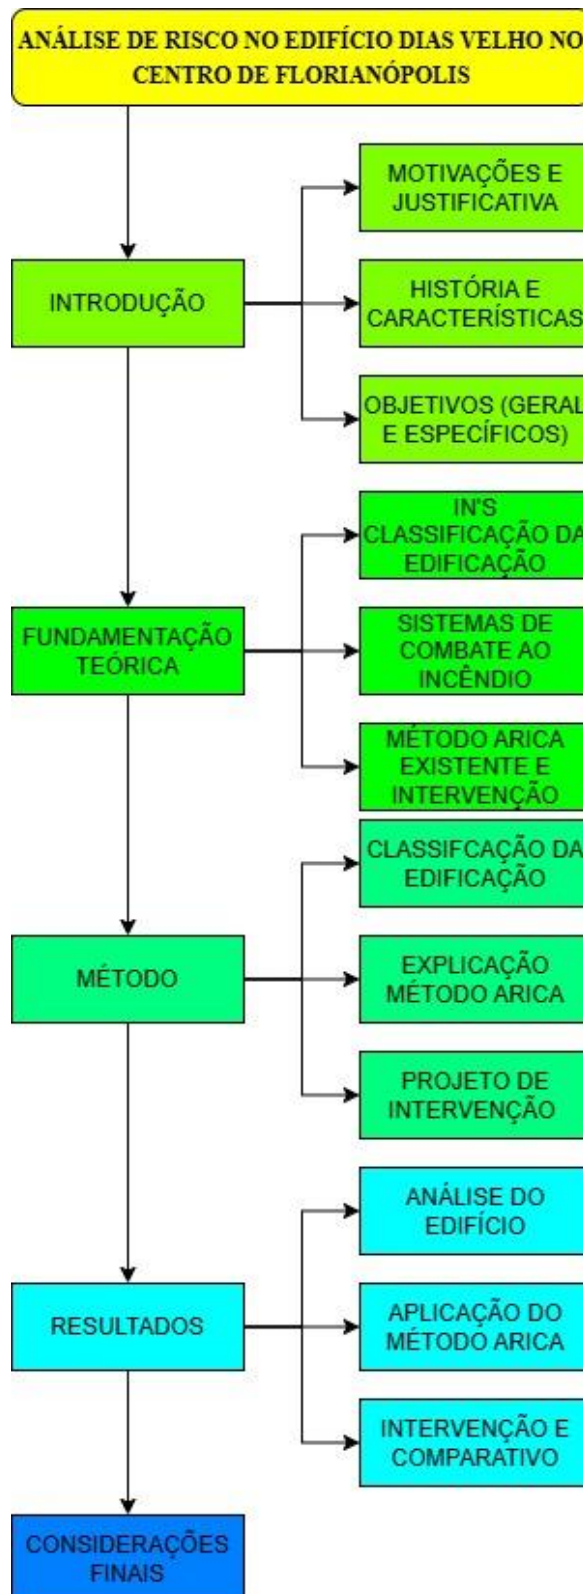 ANÁLISE DE RISCO NO EDIFÍCIO DIAS VELHO NO
CENTRO DE FLORIANÓPOLIS
MOTIVAÇÕES E
JUSTIFICATIVA
INTRODUÇÃO
HISTÓRIA E
CARACTERÍSTICAS
OBJETIVOS (GERAL
E ESPECÍFICOS)
IN'S
CLASSIFICAÇÃO DA
EDIFICAÇÃO
FUNDAMENTAÇÃO
TEÓRICA
SISTEMAS DE
COMBATE AO
INCÊNDIO
MÉTODO ARICA
EXISTENTE E
INTERVENÇÃO
CLASSIFCAÇÃO DA
EDIFICAÇÃO
MÉTODO
EXPLICAÇÃO
MÉTODO ARICA
PROJETO DE
INTERVENÇÃO
ANÁLISE DO
EDIFÍCIO
RESULTADOS
APLICAÇÃO DO
MÉTODO ARICA
INTERVENÇÃO E
COMPARATIVO
CONSIDERAÇÕES
FINAIS